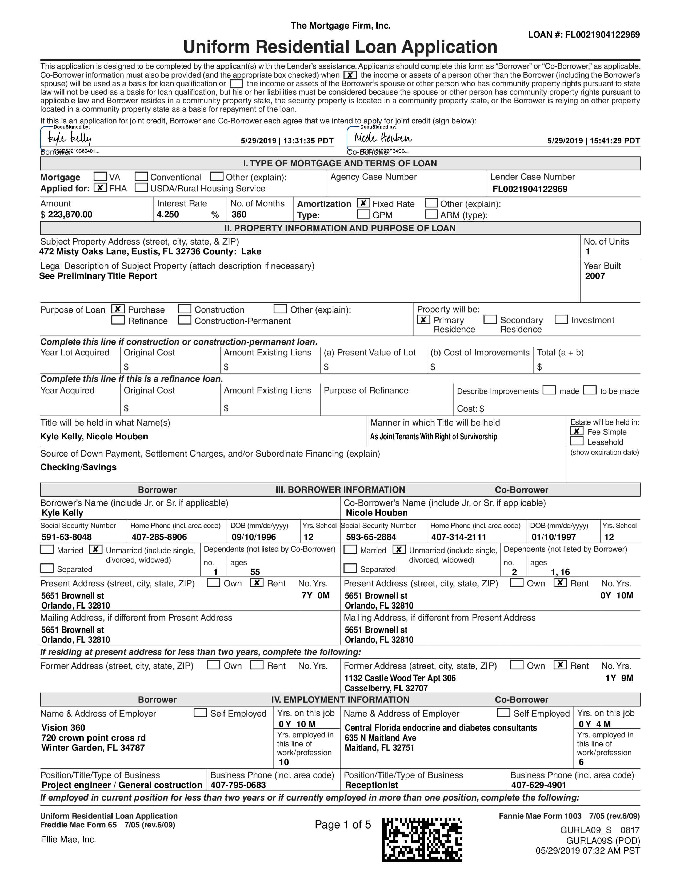 The Mortgage Firm, Inc.
LOAN #: FL0021904122969
Uniform Residential Loan Application
This application is designed to be completed by the applicant(s) with the Lender's assistance. Applicants should complete this form as "Borrower" or "Co-Borrower," as applicable.
Co-Borrower information must also be provided (and the appropriate box checked) when ☒ the income or assets of a person other than the Borrower (including the Borrower's
spouse) will be used as a basis for loan qualification or ☐ the income or assets of the Borrower's spouse or other person who has community property rights pursuant to state
law will not be used as a basis for loan qualification, but his or her liabilities must be considered because the spouse or other person has community property rights pursuant to
applicable law and Borrower resides in a community property state, the security property is located in a community property state, or the Borrower is relying on other property
located in a community property state as a basis for repayment of the loan.
If this is an application for joint credit, Borrower and Co-Borrower each agree that we intend to apply for joint credit (sign below):
DocuSigned by: DocuSigned by:
kyle kelly 5/29/2019 | 13:31:35 PDT Nicole Houben 5/29/2019 | 15:41:29 PDT
Borrower Co-Borrower
I. TYPE OF MORTGAGE AND TERMS OF LOAN
Mortgage ☐ VA ☐ Conventional ☐ Other (explain): Agency Case Number Lender Case Number
Applied for: ☒ FHA ☐ USDA/Rural Housing Service FL0021904122969
Amount Interest Rate No. of Months Amortization ☒ Fixed Rate ☐ Other (explain):
$ 223,870.00 4.250 % 360 Type: ☐ GPM ☐ ARM (type):
II. PROPERTY INFORMATION AND PURPOSE OF LOAN
Subject Property Address (street, city, state, & ZIP) No. of Units
472 Misty Oaks Lane, Eustis, FL 32736 County: Lake 1
Legal Description of Subject Property (attach description if necessary) Year Built
See Preliminary Title Report 2007
Purpose of Loan ☒ Purchase ☐ Construction ☐ Other (explain): Property will be:
☐ Refinance ☐ Construction-Permanent ☒ Primary Residence ☐ Secondary Residence ☐ Investment
Complete this line if construction or construction-permanent loan.
Year Lot Acquired Original Cost Amount Existing Liens (a) Present Value of Lot (b) Cost of Improvements Total (a + b)
$ $ $ $ $
Complete this line if this is a refinance loan.
Year Acquired Original Cost Amount Existing Liens Purpose of Refinance Describe Improvements ☐ made ☐ to be made
$ $ Cost: $
Title will be held in what Name(s) Manner in which Title will be held Estate will be held in:
Kyle Kelly, Nicole Houben As Joint Tenants With Right of Survivorship ☒ Fee Simple
☐ Leasehold
Source of Down Payment, Settlement Charges, and/or Subordinate Financing (explain) (show expiration date)
Checking/Savings
Borrower III. BORROWER INFORMATION Co-Borrower
Borrower's Name (include Jr. or Sr. if applicable) Co-Borrower's Name (include Jr. or Sr. if applicable)
Kyle Kelly Nicole Houben
Social Security Number Home Phone (incl. area code) DOB (mm/dd/yyyy) Yrs. School Social Security Number Home Phone (incl. area code) DOB (mm/dd/yyyy) Yrs. School
591-63-8048 407-285-8906 09/10/1996 12 593-65-2884 407-314-2111 01/10/1997 12
☐ Married ☒ Unmarried (include single, divorced, widowed) Dependents (not listed by Co-Borrower) ☐ Married ☒ Unmarried (include single, divorced, widowed) Dependents (not listed by Borrower)
☐ Separated no. 1 ages 55 ☐ Separated no. 2 ages 1, 16
Present Address (street, city, state, ZIP) ☐ Own ☒ Rent No. Yrs. Present Address (street, city, state, ZIP) ☐ Own ☒ Rent No. Yrs.
5651 Brownell st 7Y 0M 5651 Brownell st 0Y 10M
Orlando, FL 32810 Orlando, FL 32810
Mailing Address, if different from Present Address Mailing Address, if different from Present Address
5651 Brownell st 5651 Brownell st
Orlando, FL 32810 Orlando, FL 32810
If residing at present address for less than two years, complete the following:
Former Address (street, city, state, ZIP) ☐ Own ☐ Rent No. Yrs. Former Address (street, city, state, ZIP) ☐ Own ☒ Rent No. Yrs.
1132 Castle Wood Ter Apt 306 1Y 9M
Casselberry, FL 32707
Borrower IV. EMPLOYMENT INFORMATION Co-Borrower
Name & Address of Employer ☐ Self Employed Yrs. on this job Name & Address of Employer ☐ Self Employed Yrs. on this job
0 Y 10 M 0 Y 4 M
Vision 360 Central Florida endocrine and diabetes consultants
720 crown point cross rd 635 N Maitland Ave
Winter Garden, FL 34787 Maitland, FL 32751
Yrs. employed in this line of work/profession Yrs. employed in this line of work/profession
10 6
Position/Title/Type of Business Business Phone (incl. area code) Position/Title/Type of Business Business Phone (incl. area code)
Project engineer / General costruction 407-795-0683 Receptionist 407-629-4901
If employed in current position for less than two years or if currently employed in more than one position, complete the following:
Uniform Residential Loan Application Fannie Mae Form 1003 7/05 (rev.6/09)
Freddie Mac Form 65 7/05 (rev.6/09) Page 1 of 5 GURLA09_S 0817
Ellie Mae, Inc. GURLA09S (POD)
05/29/2019 07:32 AM PST